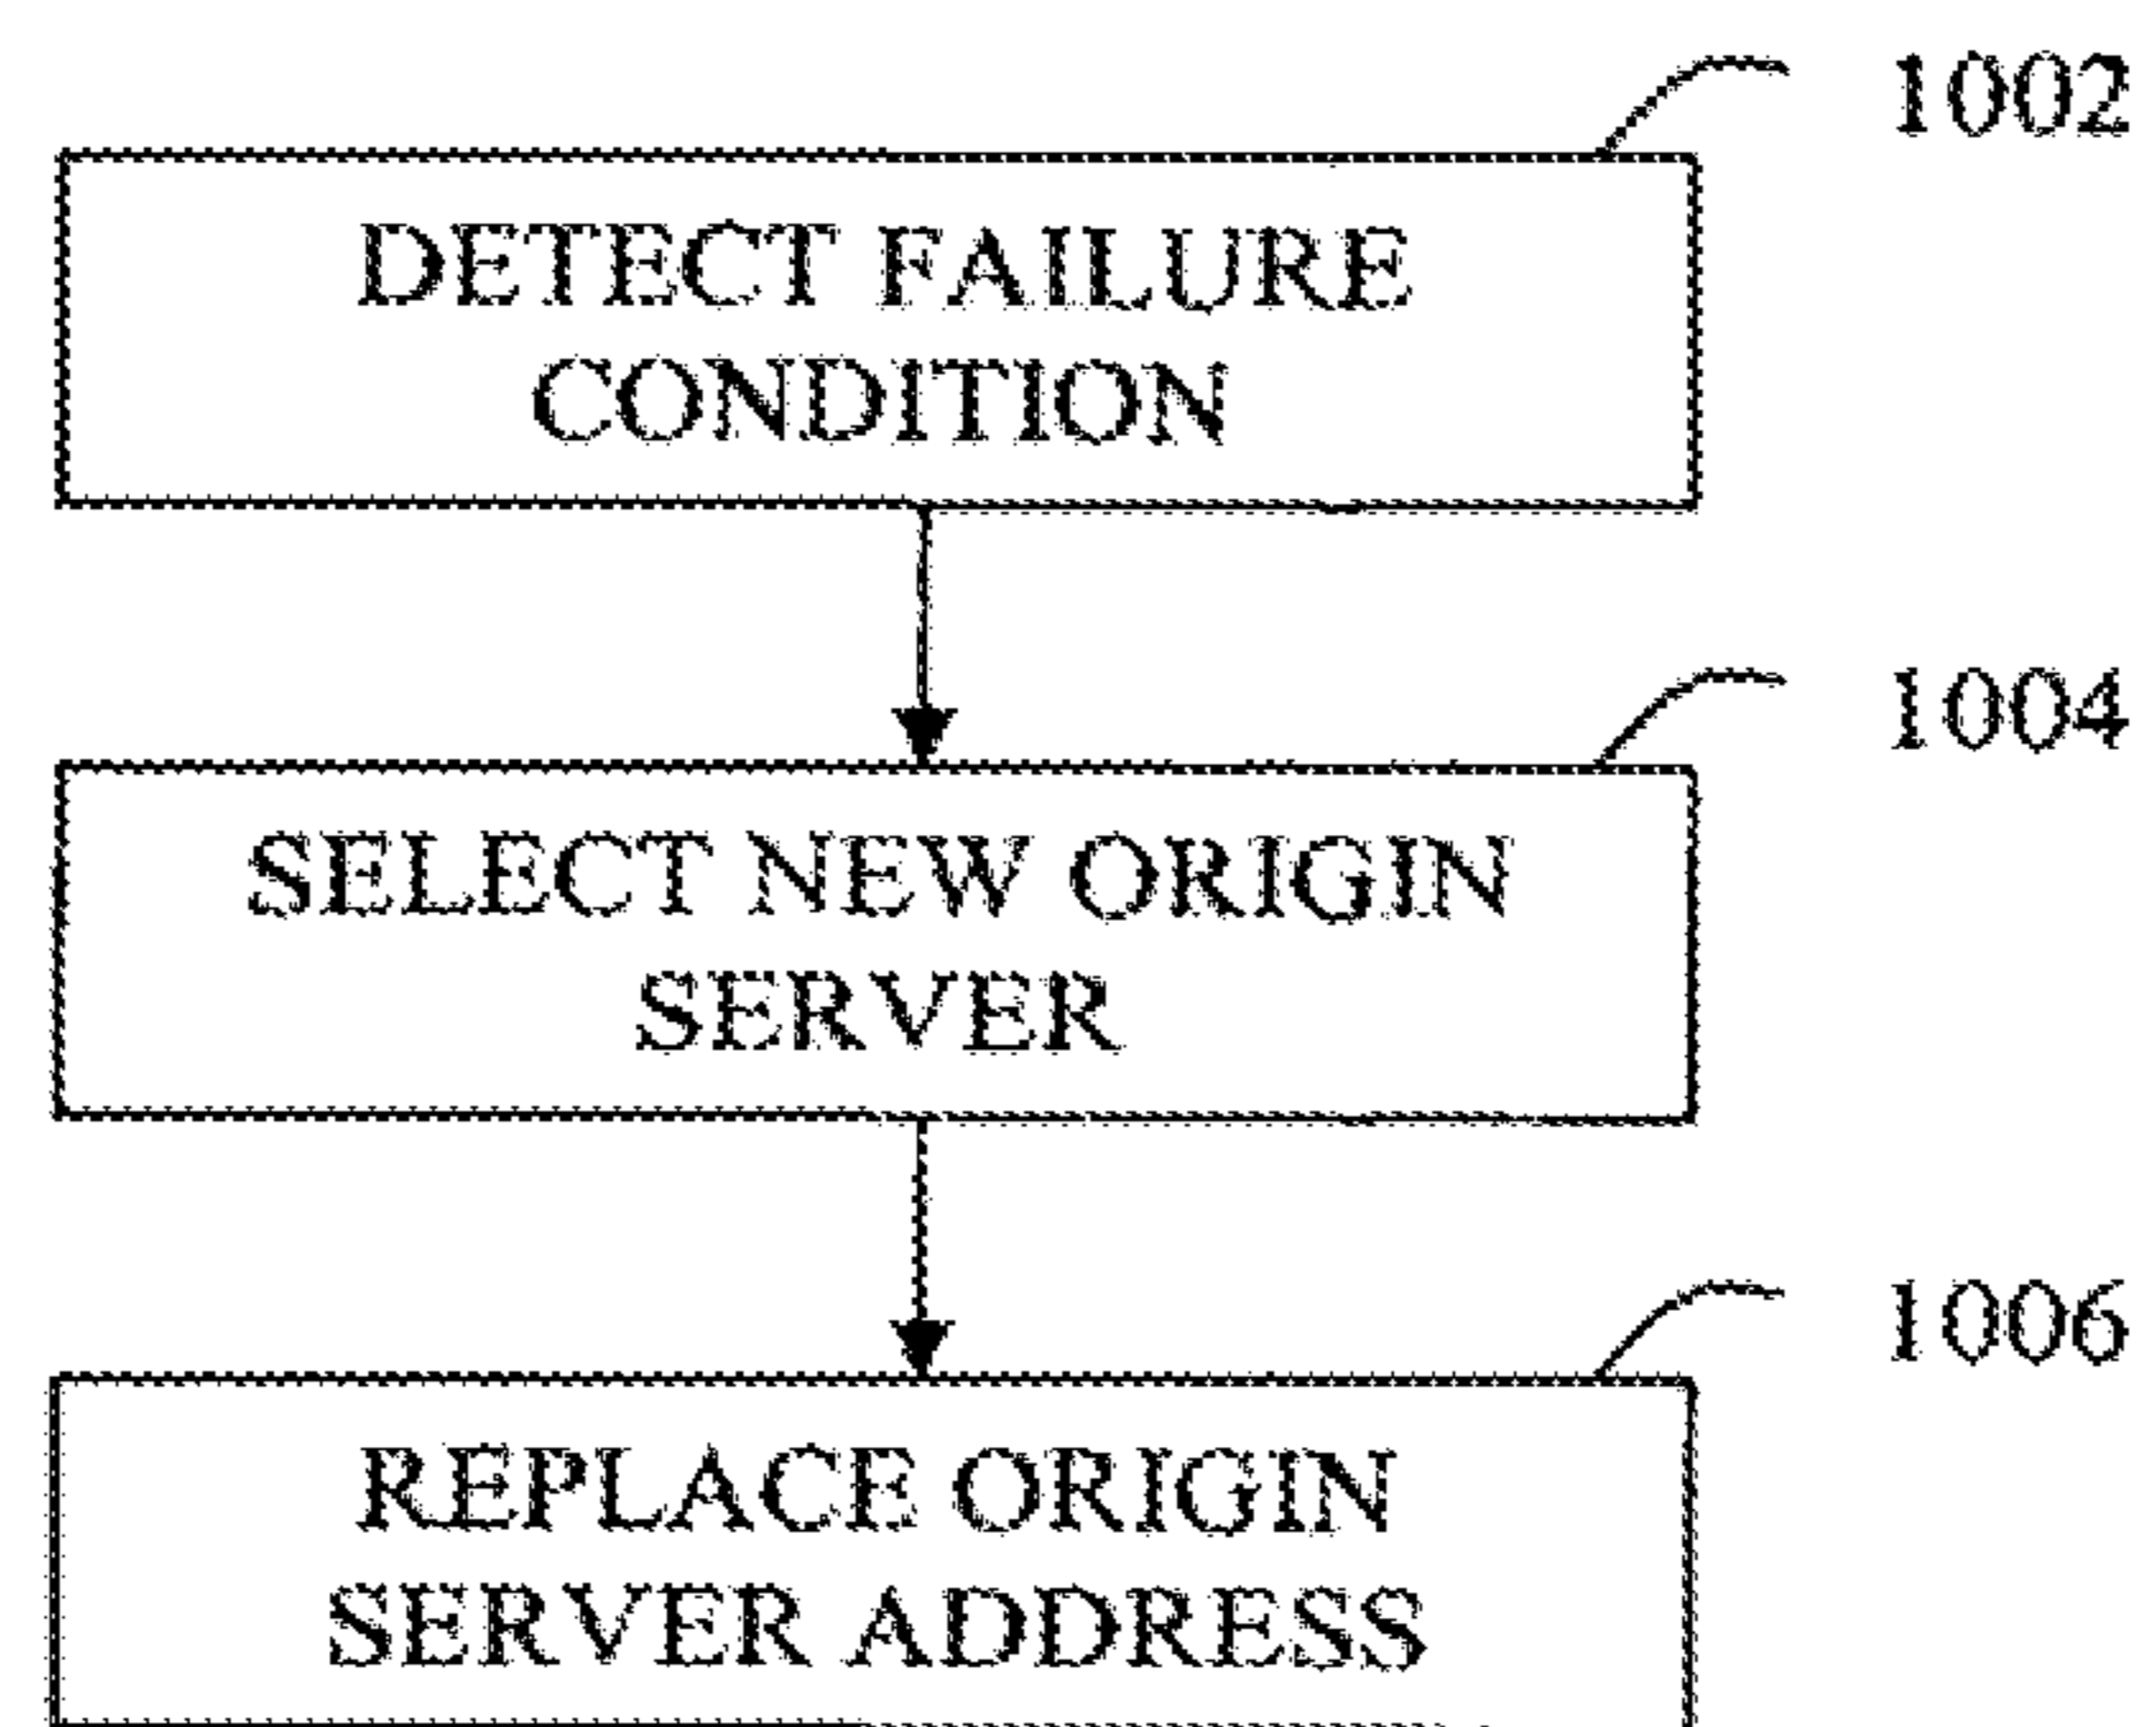 1002
DETECT FAILURE
CONDITION
1004
SELECT NEW ORIGIN
SERVER
1006
REPLACE ORIGIN
SERVER ADDRESS